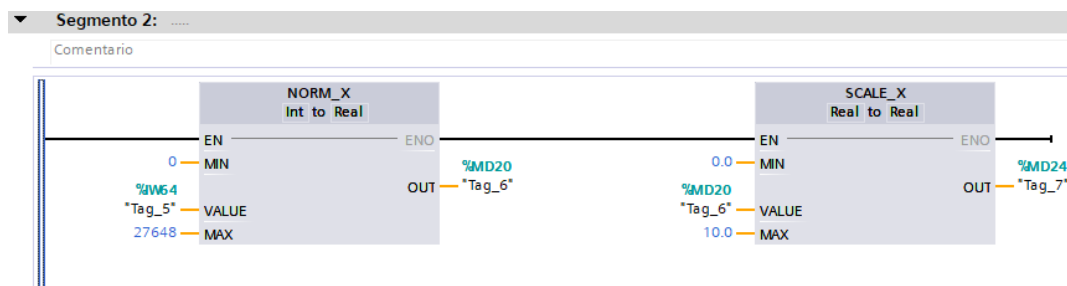 Segmento 2: .....
Comentario
NORM_X
Int to Real
EN
ENO
0
MIN
%IW64
"Tag_5"
VALUE
27648
MAX
OUT
%MD20
"Tag_6"
SCALE_X
Real to Real
EN
ENO
0.0
MIN
%MD20
"Tag_6"
VALUE
10.0
MAX
OUT
%MD24
"Tag_7"